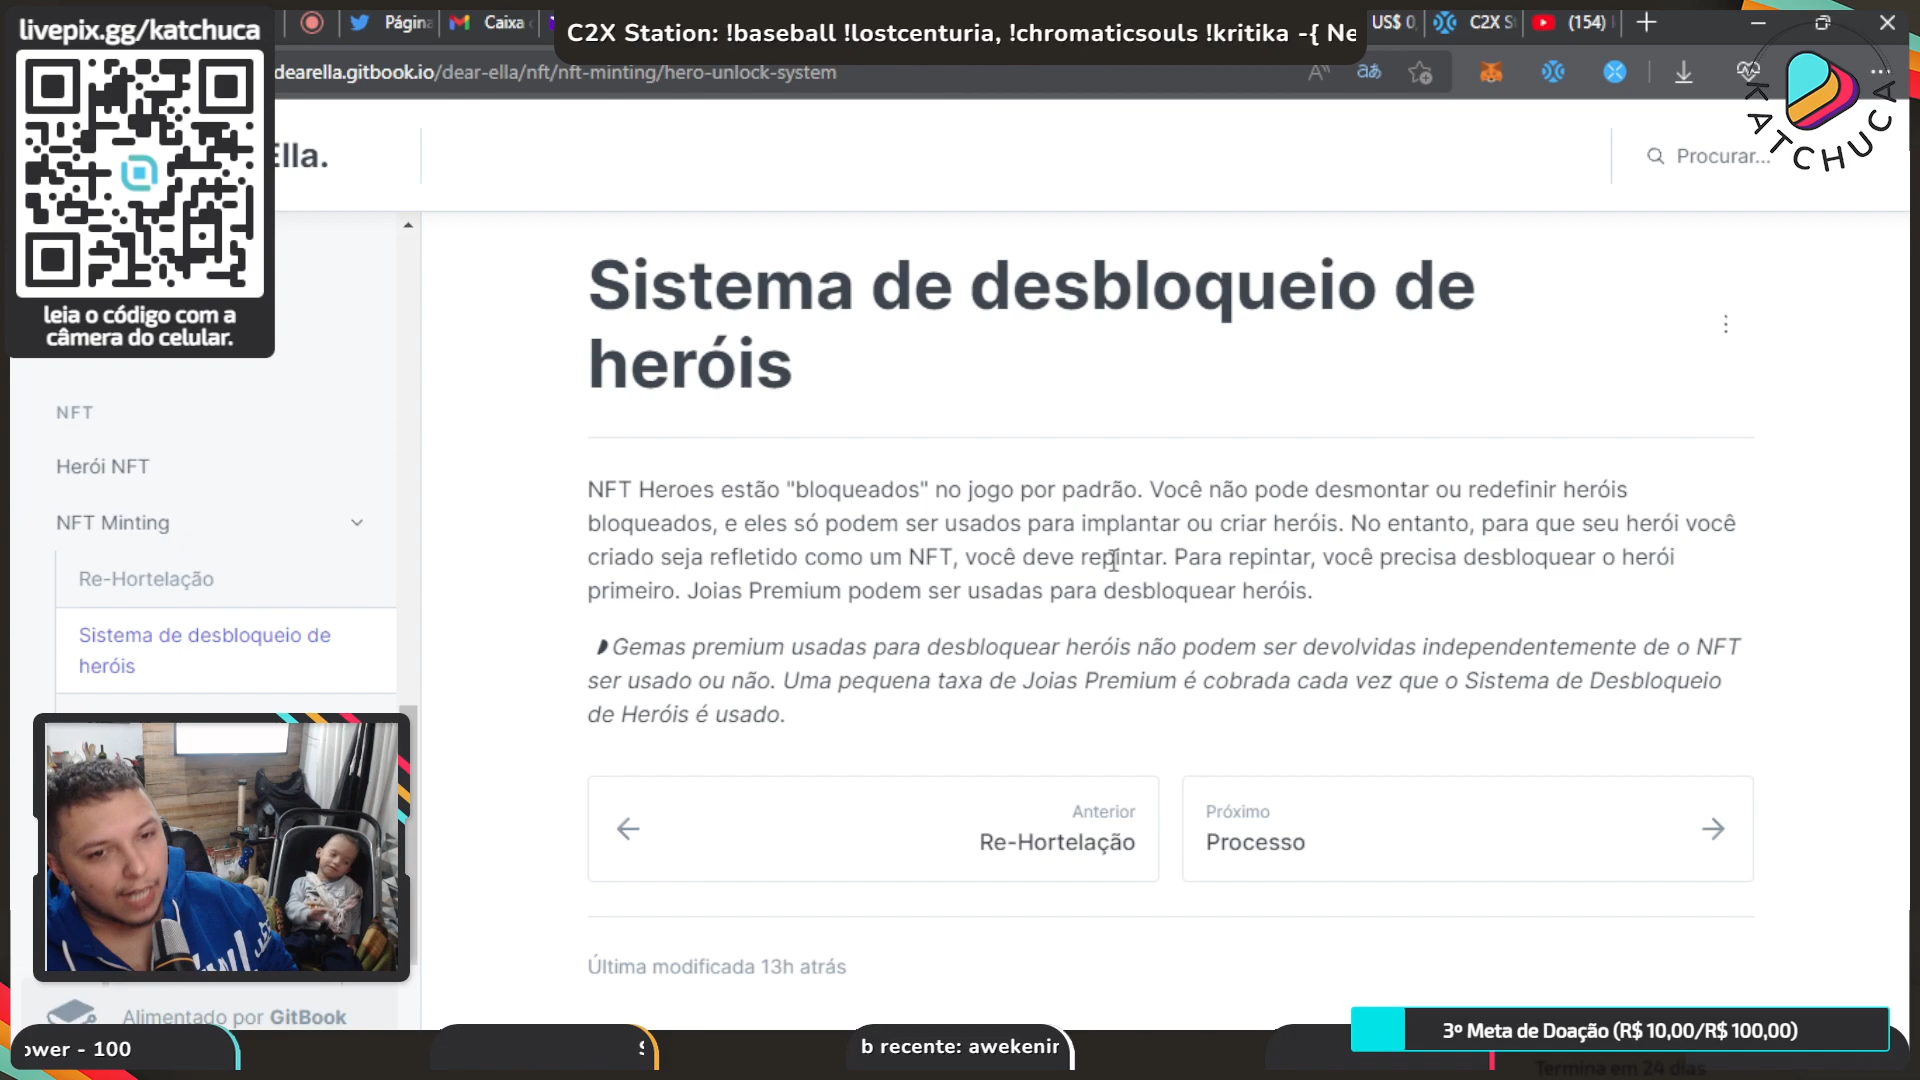 livepix.gg/katchuca
leia o código com a
câmera do celular.
Págin
Caixa
C2X Station: !baseball !lostcenturia, !chromaticsouls !kritika -{ Ne
US$ 0,
C2X S
(154)
dearella.gitbook.io/dear-ella/nft/nft-minting/hero-unlock-system
KATCHUCA
Ella.
Procurar...
NFT
Herói NFT
NFT Minting
Re-Hortelação
Sistema de desbloqueio de
heróis
Alimentado por GitBook
Sistema de desbloqueio de
heróis
NFT Heroes estão "bloqueados" no jogo por padrão. Você não pode desmontar ou redefinir heróis
bloqueados, e eles só podem ser usados para implantar ou criar heróis. No entanto, para que seu herói você
criado seja refletido como um NFT, você deve repintar. Para repintar, você precisa desbloquear o herói
primeiro. Joias Premium podem ser usadas para desbloquear heróis.
Gemas premium usadas para desbloquear heróis não podem ser devolvidas independentemente de o NFT
ser usado ou não. Uma pequena taxa de Joias Premium é cobrada cada vez que o Sistema de Desbloqueio
de Heróis é usado.
Anterior
Re-Hortelação
Próximo
Processo
Última modificada 13h atrás
ower - 100
b recente: awekenir
3º Meta de Doação (R$ 10,00/R$ 100,00)
Termina em 24 dias